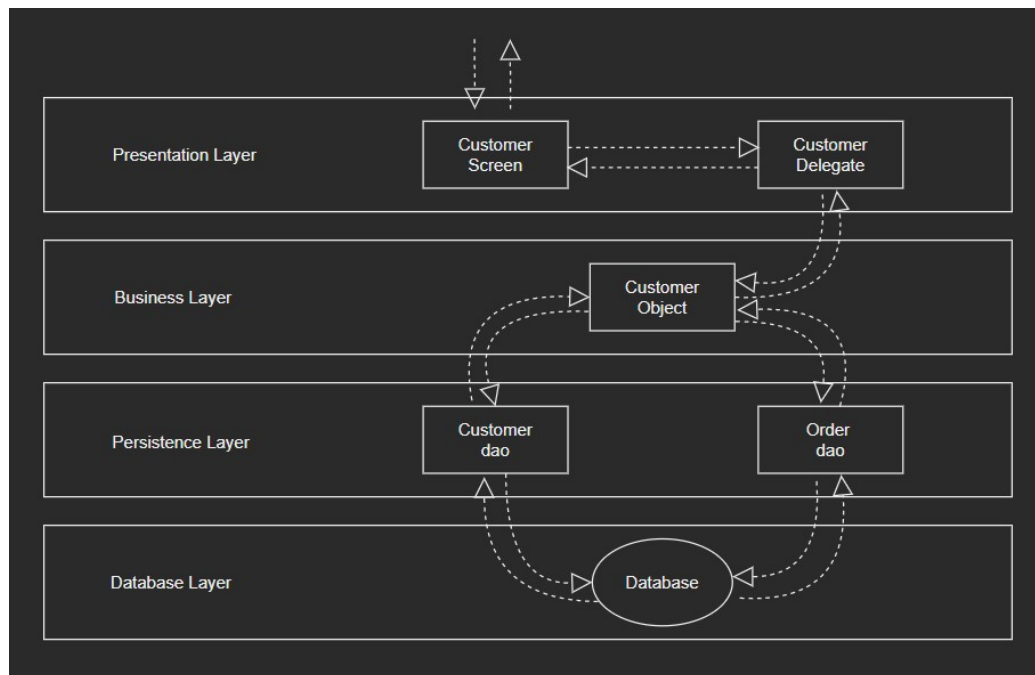 Presentation Layer
Customer
Screen
Customer
Delegate
Business Layer
Customer
Object
Persistence Layer
Customer
dao
Order
dao
Database Layer
Database